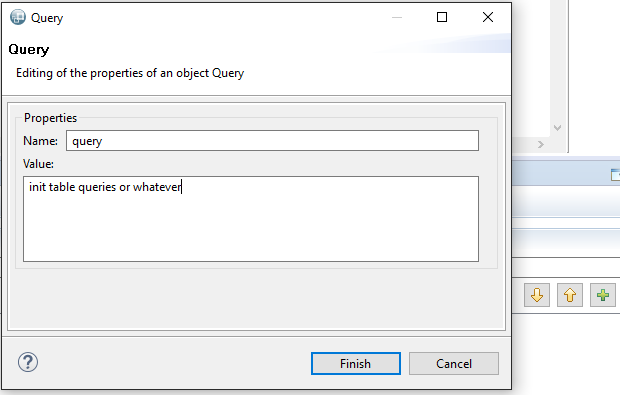 Query
Query
Editing of the properties of an object Query
Properties
Name: query
Value:
init table queries or whatever
Finish Cancel